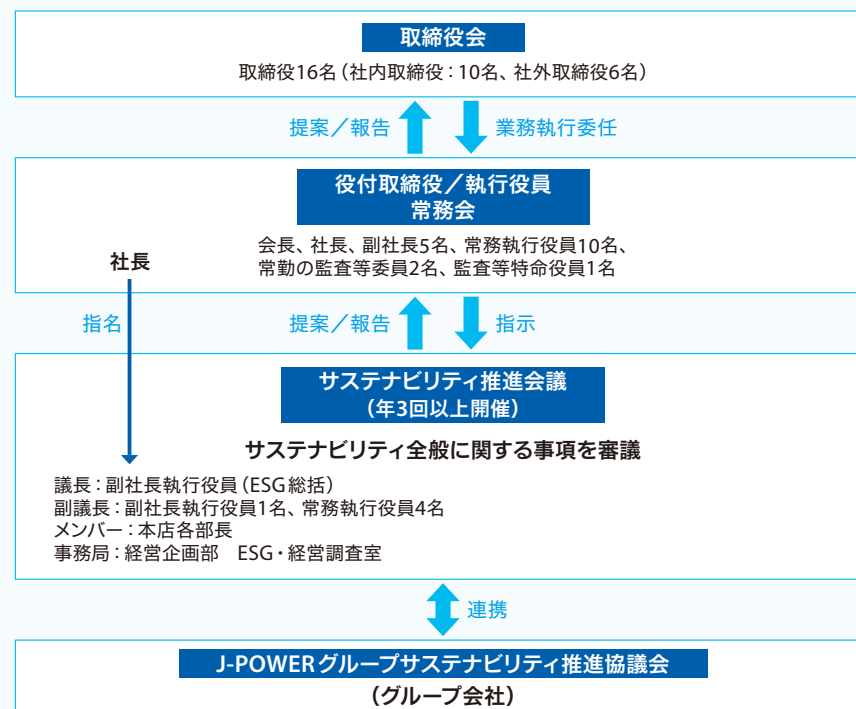 取締役会
取締役16名（社内取締役：10名、社外取締役6名）
提案／報告
業務執行委任
役付取締役／執行役員
常務会
会長、社長、副社長5名、常務執行役員10名、
常勤の監査等委員2名、監査等特命役員1名
社長
指名
提案／報告
指示
サステナビリティ推進会議
（年3回以上開催）
サステナビリティ全般に関する事項を審議
議長：副社長執行役員（ESG総括）
副議長：副社長執行役員1名、常務執行役員4名
メンバー：本店各部長
事務局：経営企画部　ESG・経営調査室
連携
J-POWERグループサステナビリティ推進協議会
（グループ会社）